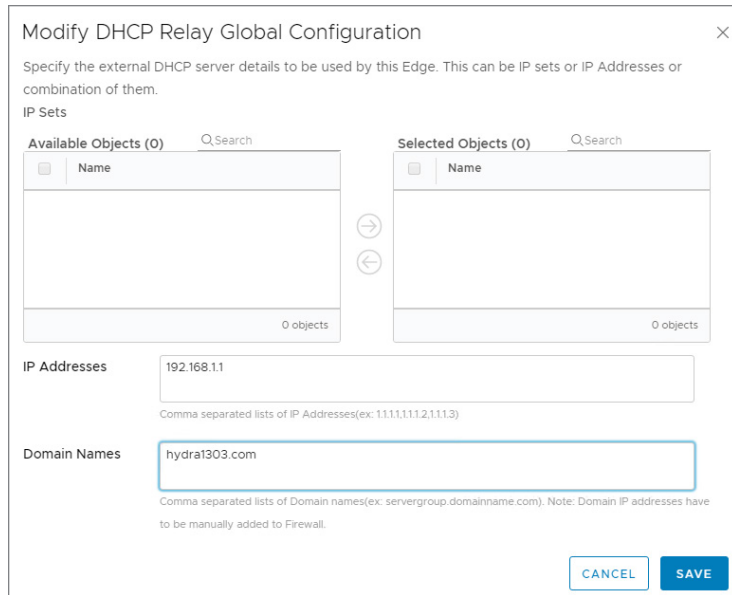 Modify DHCP Relay Global Configuration
Specify the external DHCP server details to be used by this Edge. This can be IP sets or IP Addresses or
combination of them.
IP Sets
Available Objects (0) Search
Name
0 objects
Selected Objects (0) Search
Name
0 objects
IP Addresses
192.168.1.1
Comma separated lists of IP Addresses(ex: 1.1.1.1,1.1.1.2,1.1.1.3)
Domain Names
hydra1303.com
Comma separated lists of Domain names(ex: servergroup.domainname.com). Note: Domain IP addresses have
to be manually added to Firewall.
CANCEL
SAVE